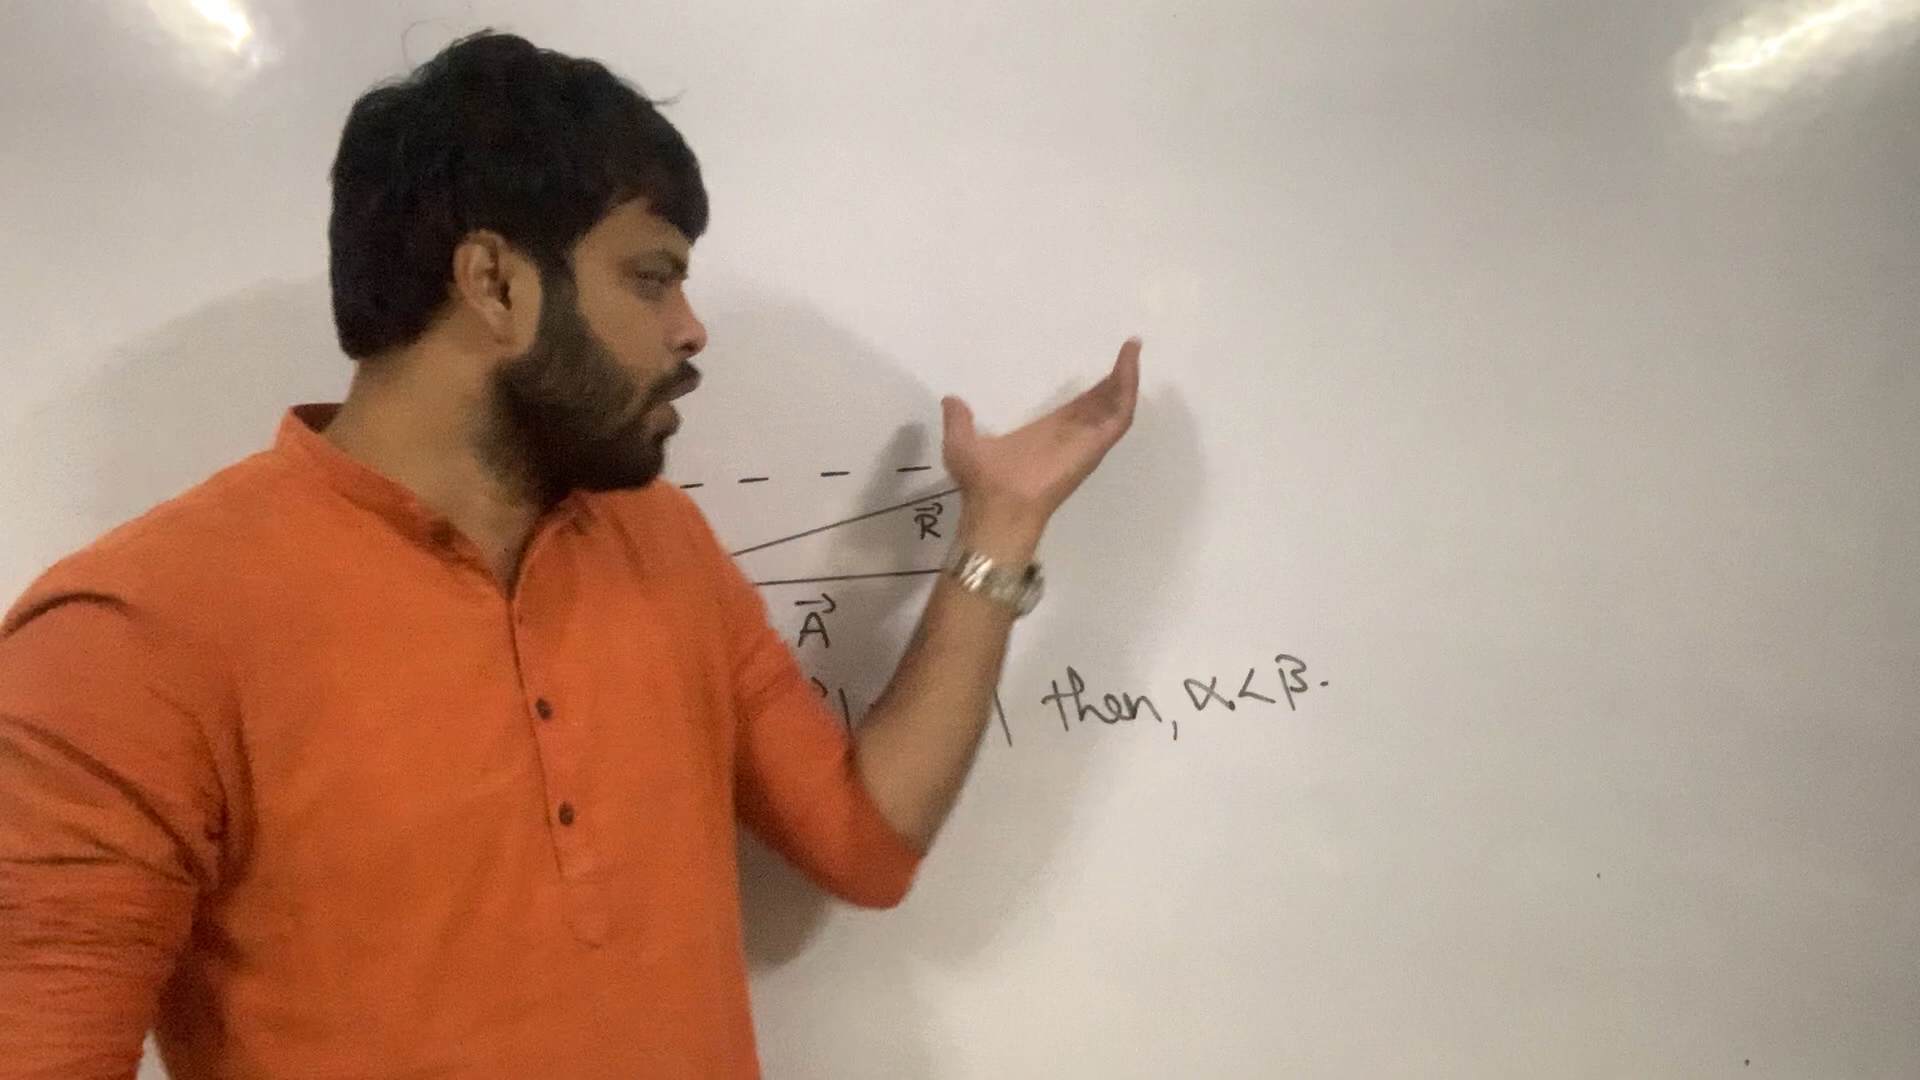 R⃗
A⃗
| | then, α<β.